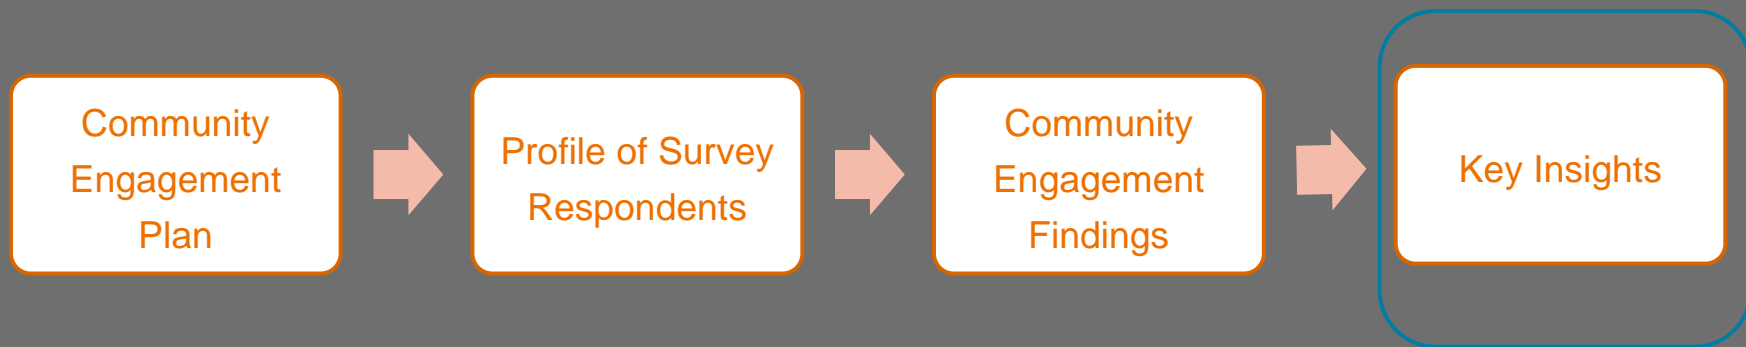 Community
Engagement
Plan
Profile of Survey
Respondents
Community
Engagement
Findings
Key Insights